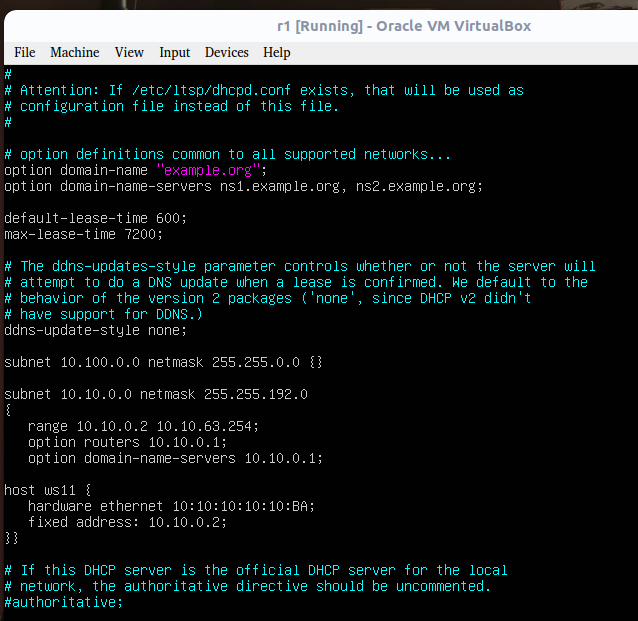 r1 [Running] - Oracle VM VirtualBox
File Machine View Input Devices Help
#
# Attention: If /etc/ltsp/dhcpd.conf exists, that will be used as
# configuration file instead of this file.
#
# option definitions common to all supported networks...
option domain-name "example.org";
option domain-name-servers ns1.example.org, ns2.example.org;
default-lease-time 600;
max-lease-time 7200;
# The ddns-updates-style parameter controls whether or not the server will
# attempt to do a DNS update when a lease is confirmed. We default to the
# behavior of the version 2 packages ('none', since DHCP v2 didn't
# have support for DDNS.)
ddns-update-style none;
subnet 10.100.0.0 netmask 255.255.0.0 {}
subnet 10.10.0.0 netmask 255.255.192.0
{
range 10.10.0.2 10.10.63.254;
option routers 10.10.0.1;
option domain-name-servers 10.10.0.1;
host ws11 {
hardware ethernet 10:10:10:10:10:BA;
fixed address: 10.10.0.2;
}}
# If this DHCP server is the official DHCP server for the local
# network, the authoritative directive should be uncommented.
#authoritative;